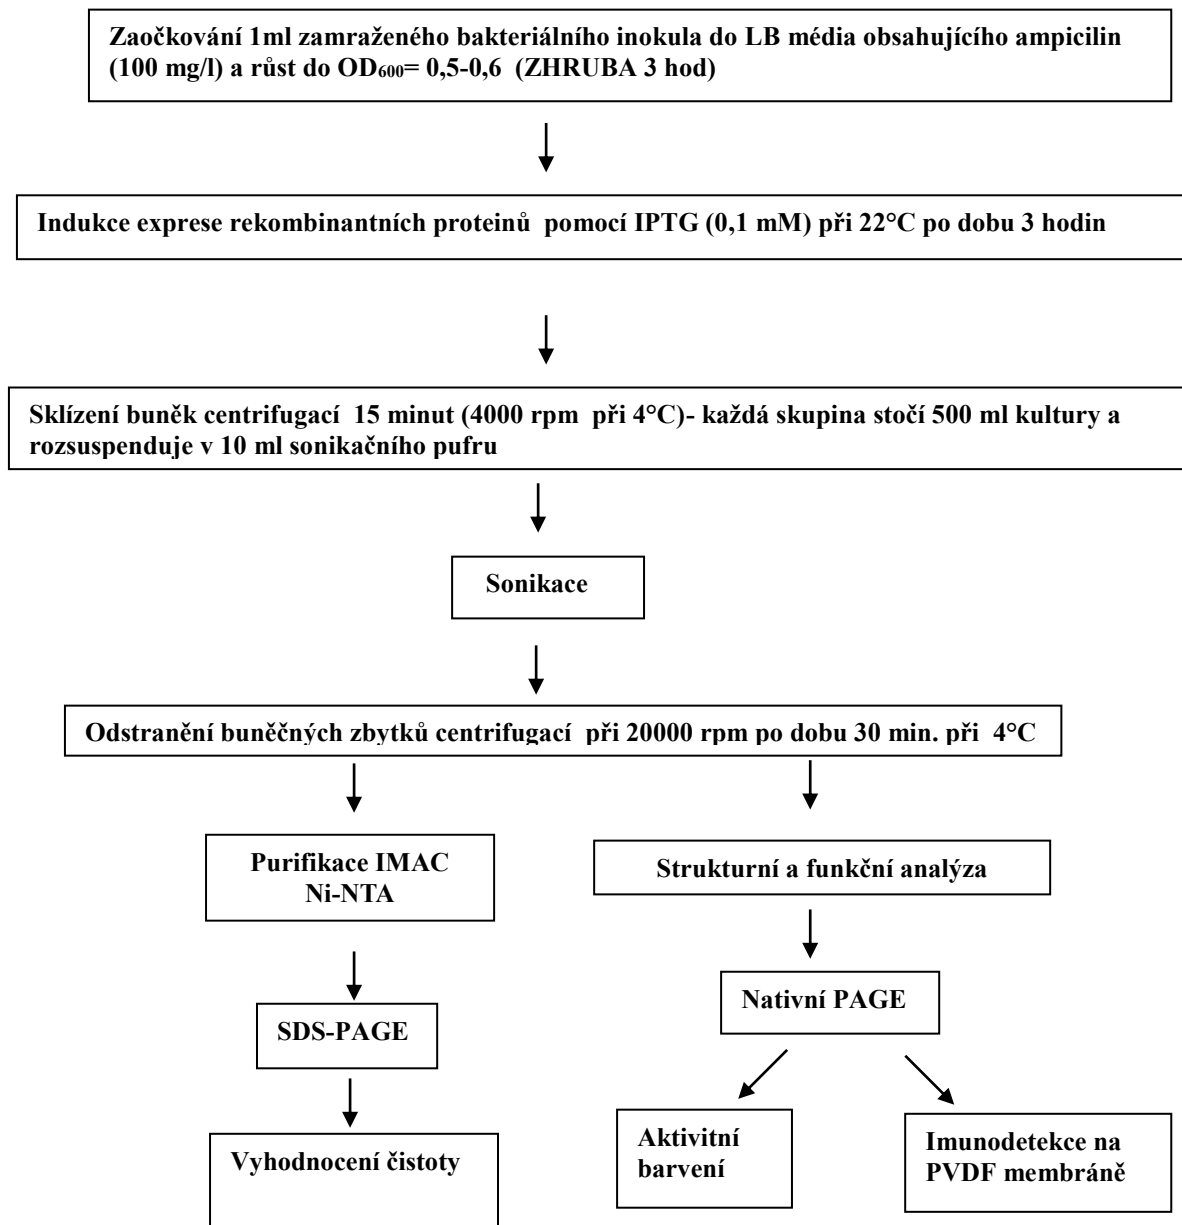 Zaočkování 1ml zamraženého bakteriálního inokula do LB média obsahujícího ampicilin
(100 mg/l) a růst do OD₆₀₀= 0,5-0,6 (ZHRUBA 3 hod)
Indukce exprese rekombinantních proteinů pomocí IPTG (0,1 mM) při 22°C po dobu 3 hodin
Sklízení buněk centrifugací 15 minut (4000 rpm při 4°C)- každá skupina stočí 500 ml kultury a
rozsuspenduje v 10 ml sonikačního pufru
Sonikace
Odstranění buněčných zbytků centrifugací při 20000 rpm po dobu 30 min. při 4°C
Purifikace IMAC
Ni-NTA
Strukturní a funkční analýza
SDS-PAGE
Nativní PAGE
Vyhodnocení čistoty
Aktivitní
barvení
Imunodetekce na
PVDF membráně